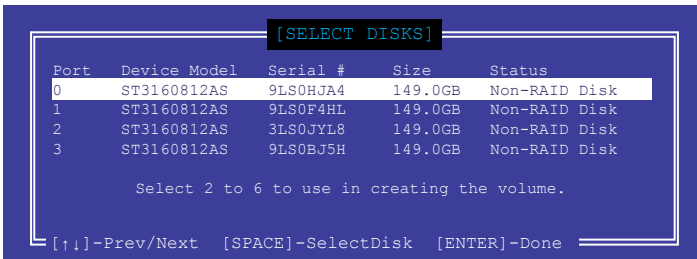 [SELECT DISKS]
Port Device Model Serial # Size Status
0 ST3160812AS 9LS0HJA4 149.0GB Non-RAID Disk
1 ST3160812AS 9LS0F4HL 149.0GB Non-RAID Disk
2 ST3160812AS 3LS0JYL8 149.0GB Non-RAID Disk
3 ST3160812AS 9LS0BJ5H 149.0GB Non-RAID Disk
Select 2 to 6 to use in creating the volume.
[↑↓]-Prev/Next [SPACE]-SelectDisk [ENTER]-Done